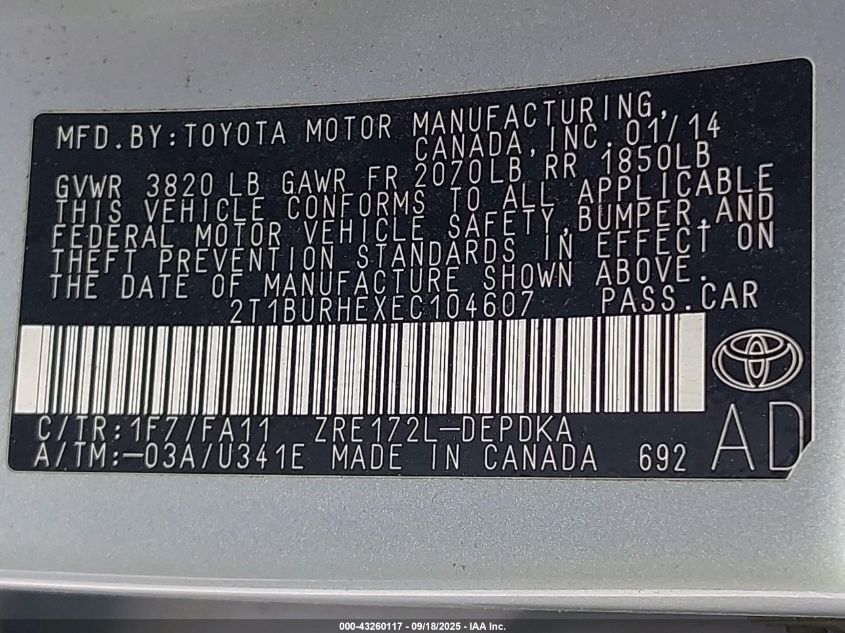 MFD.BY:TOYOTA MOTOR MANUFACTURING,
CANADA,INC.01/14
GVWR 3820 LB GAWR FR 2070LB RR 1850LB
THIS VEHICLE CONFORMS TO ALL APPLICABLE
FEDERAL MOTOR VEHICLE SAFETY,BUMPER,AND
THEFT PREVENTION STANDARDS IN EFFECT ON
THE DATE OF MANUFACTURE SHOWN ABOVE.
2T1BURHEXEC104607 PASS.CAR
C/TR:1F7/FA11 ZRE172L-DEPDKA
A/TM:-03A/U341E MADE IN CANADA 692
AD
000-43260117 - 09/18/2025 - IAA Inc.